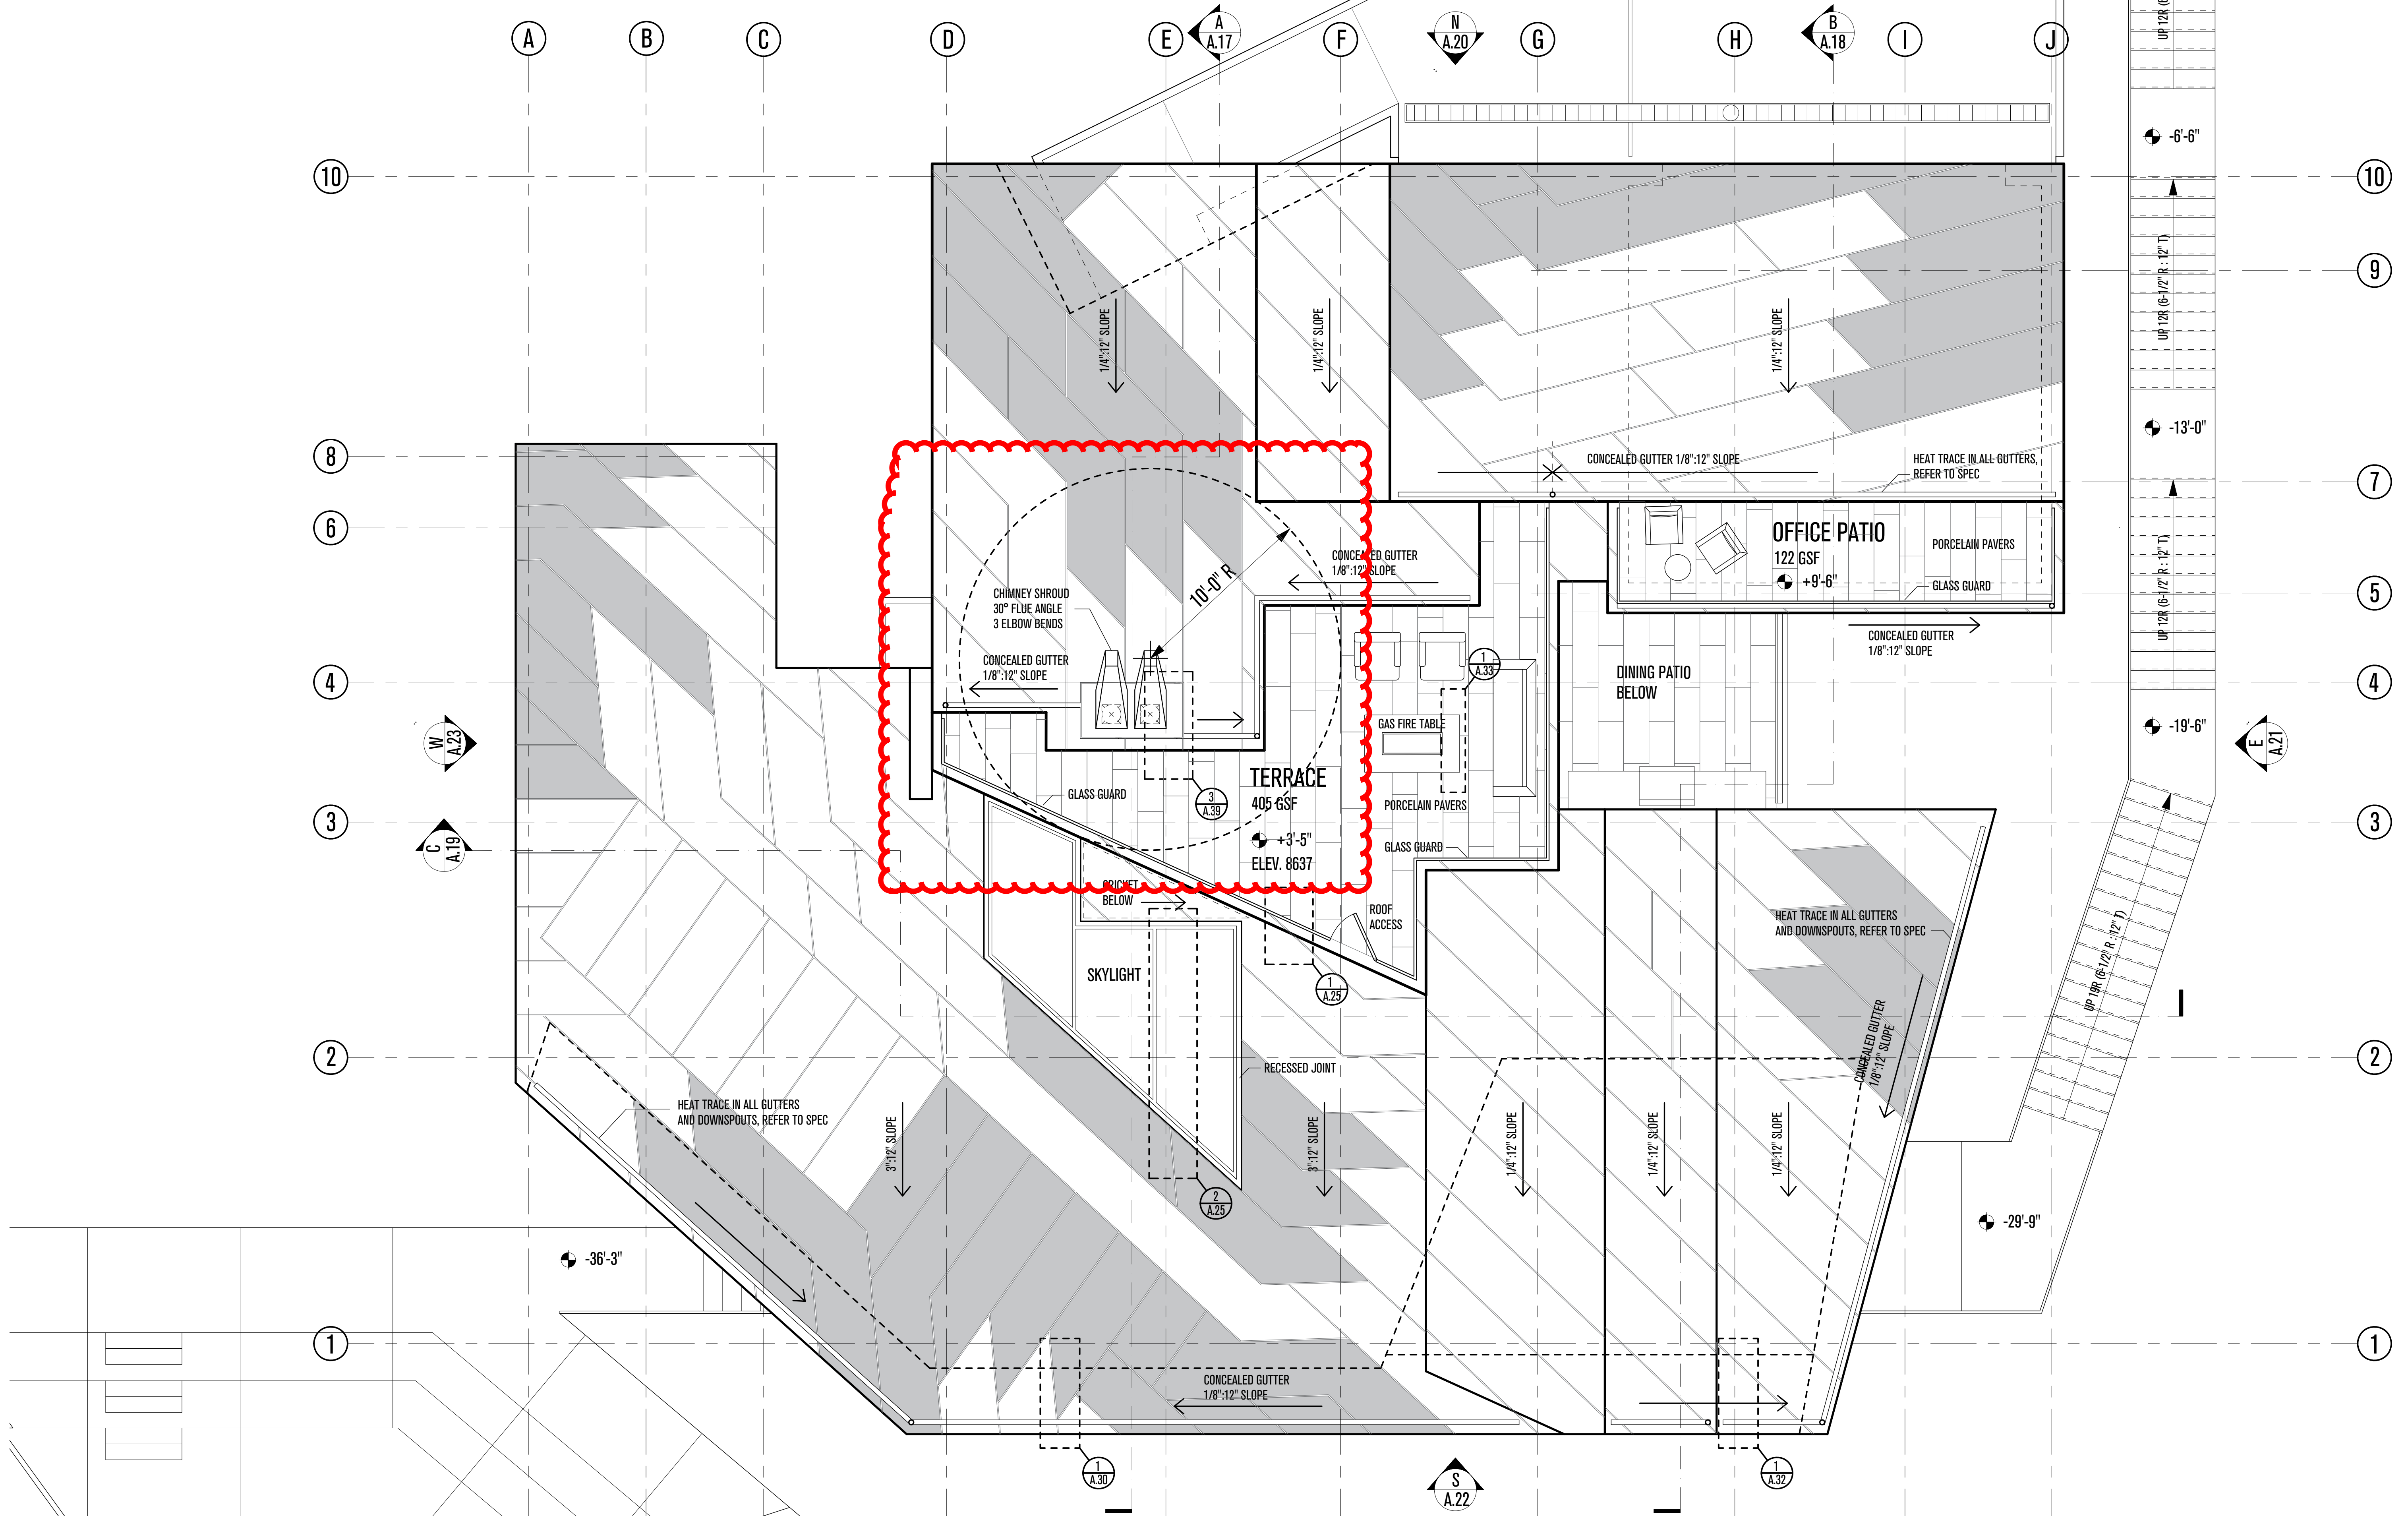 A
B
C
D
E
A
A.17
F
N
A.20
G
H
B
A.18
I
J
UP 12R (6
-6'-6"
10
10
9
UP 12R (6-1/2" R : 12" T)
1/4":12" SLOPE
1/4":12" SLOPE
1/4":12" SLOPE
-13'-0"
8
CONCEALED GUTTER 1/8":12" SLOPE
HEAT TRACE IN ALL GUTTERS,
REFER TO SPEC
7
6
OFFICE PATIO
122 GSF
+9'-6"
PORCELAIN PAVERS
GLASS GUARD
UP 12R (6-1/2" R : 12" T)
CONCEALED GUTTER
1/8":12" SLOPE
10'-0" R
5
CHIMNEY SHROUD
30° FLUE ANGLE
3 ELBOW BENDS
CONCEALED GUTTER
1/8":12" SLOPE
CONCEALED GUTTER
1/8":12" SLOPE
1
A.33
DINING PATIO
BELOW
4
4
GAS FIRE TABLE
-19'-6"
W
A.23
E
A.21
TERRACE
405 GSF
GLASS GUARD
3
A.39
PORCELAIN PAVERS
3
3
+3'-5"
ELEV. 8637
GLASS GUARD
C
A.19
CRICKET
BELOW
ROOF
ACCESS
HEAT TRACE IN ALL GUTTERS
AND DOWNSPOUTS, REFER TO SPEC
UP 19R (6-1/2" R : 12" T)
SKYLIGHT
1
A.25
CONCEALED GUTTER
1/8":12" SLOPE
2
2
RECESSED JOINT
HEAT TRACE IN ALL GUTTERS
AND DOWNSPOUTS, REFER TO SPEC
3":12" SLOPE
3":12" SLOPE
1/4":12" SLOPE
1/4":12" SLOPE
1/4":12" SLOPE
2
A.25
-29'-9"
-36'-3"
1
1
CONCEALED GUTTER
1/8":12" SLOPE
1
A.30
S
A.22
1
A.32